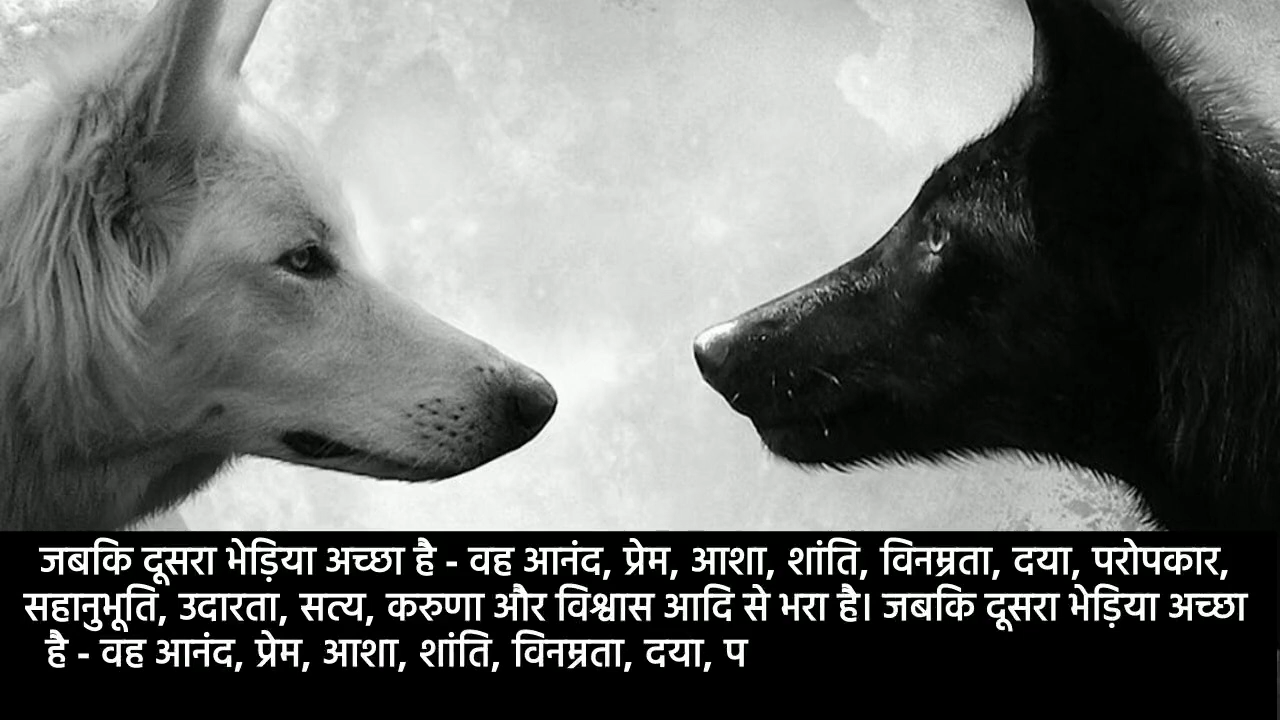 जबकि दूसरा भेड़िया अच्छा है - वह आनंद, प्रेम, आशा, शांति, विनम्रता, दया, परोपकार,
सहानुभूति, उदारता, सत्य, करुणा और विश्वास आदि से भरा है। जबकि दूसरा भेड़िया अच्छा
है - वह आनंद, प्रेम, आशा, शांति, विनम्रता, दया, प